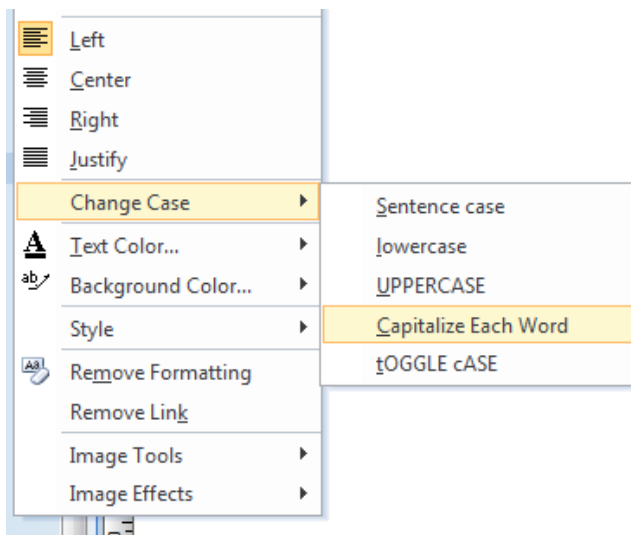 Left
Center
Right
Justify
Change Case
Text Color...
Background Color...
Style
Remove Formatting
Remove Link
Image Tools
Image Effects
Sentence case
lowercase
UPPERCASE
Capitalize Each Word
tOGGLE cASE